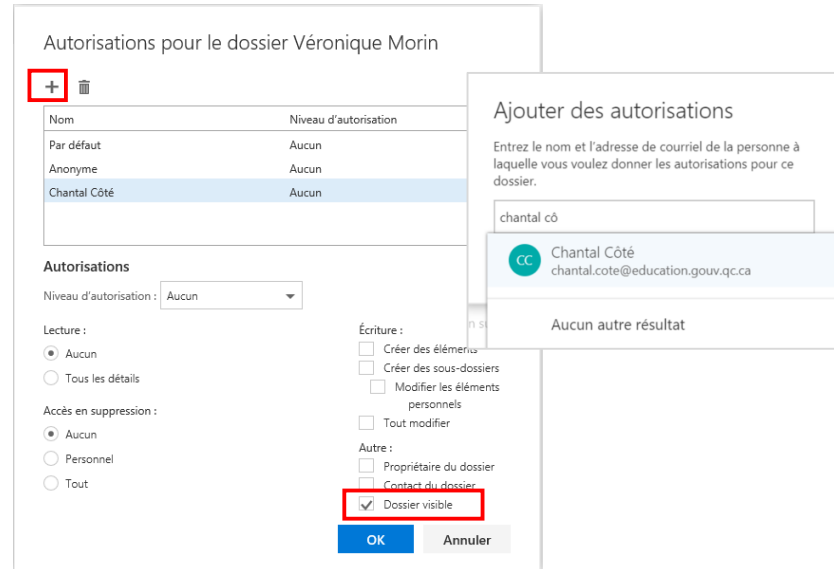 Autorisations pour le dossier Véronique Morin
Nom Niveau d'autorisation
Par défaut Aucun
Anonyme Aucun
Chantal Côté Aucun
Autorisations
Niveau d'autorisation : Aucun
Lecture :
Aucun
Tous les détails
Accès en suppression :
Aucun
Personnel
Tout
Écriture :
Créer des éléments
Créer des sous-dossiers
Modifier les éléments
personnels
Tout modifier
Autre :
Propriétaire du dossier
Contact du dossier
Dossier visible
OK Annuler
Ajouter des autorisations
Entrez le nom et l'adresse de courriel de la personne à
laquelle vous voulez donner les autorisations pour ce
dossier.
chantal cô
CC Chantal Côté
chantal.cote@education.gouv.qc.ca
Aucun autre résultat